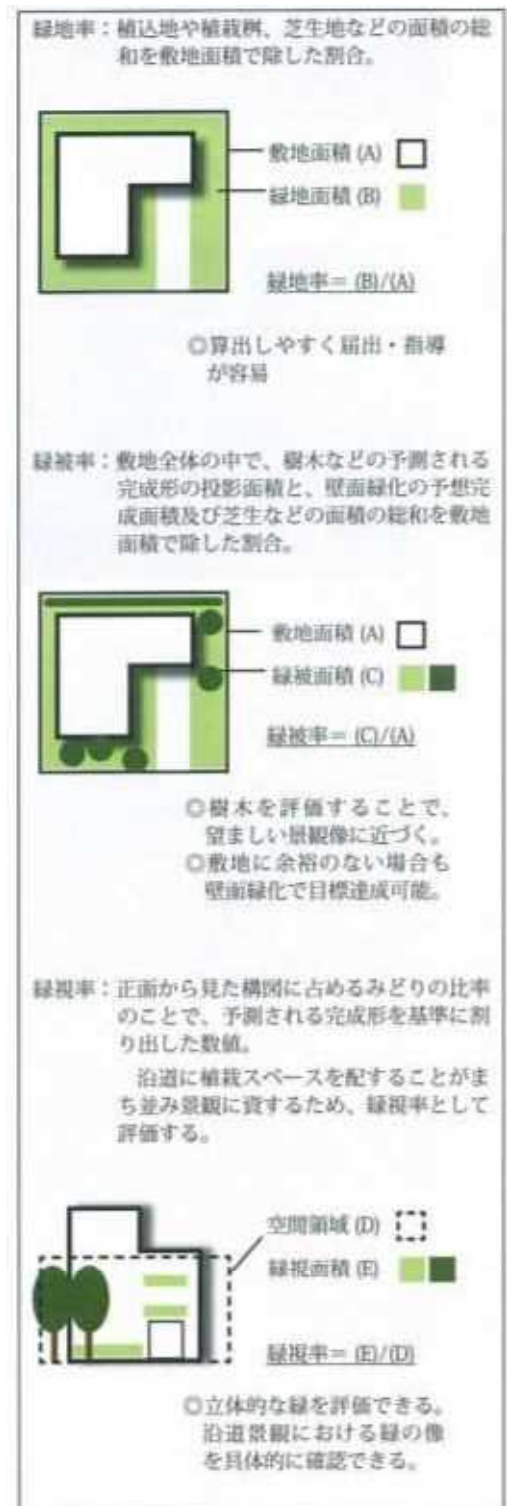 緑地率：植込地や植栽桝、芝生地などの面積の総
和を敷地面積で除した割合。
敷地面積 (A)
緑地面積 (B)
緑地率＝ (B)/(A)
◎算出しやすく届出・指導
が容易
緑被率：敷地全体の中で、樹木などの予測される
完成形の投影面積と、壁面緑化の予想完
成面積及び芝生などの面積の総和を敷地
面積で除した割合。
敷地面積 (A)
緑被面積 (C)
緑被率＝ (C)/(A)
◎樹木を評価することで、
望ましい景観像に近づく。
◎敷地に余裕のない場合も
壁面緑化で目標達成可能。
緑視率：正面から見た構図に占めるみどりの比率
のことで、予測される完成形を基準に割
り出した数値。
沿道に植栽スペースを配することがま
ち並み景観に資するため、緑視率として
評価する。
空間領域 (D)
緑視面積 (E)
緑視率＝ (E)/(D)
◎立体的な緑を評価できる。
沿道景観における緑の像
を具体的に確認できる。